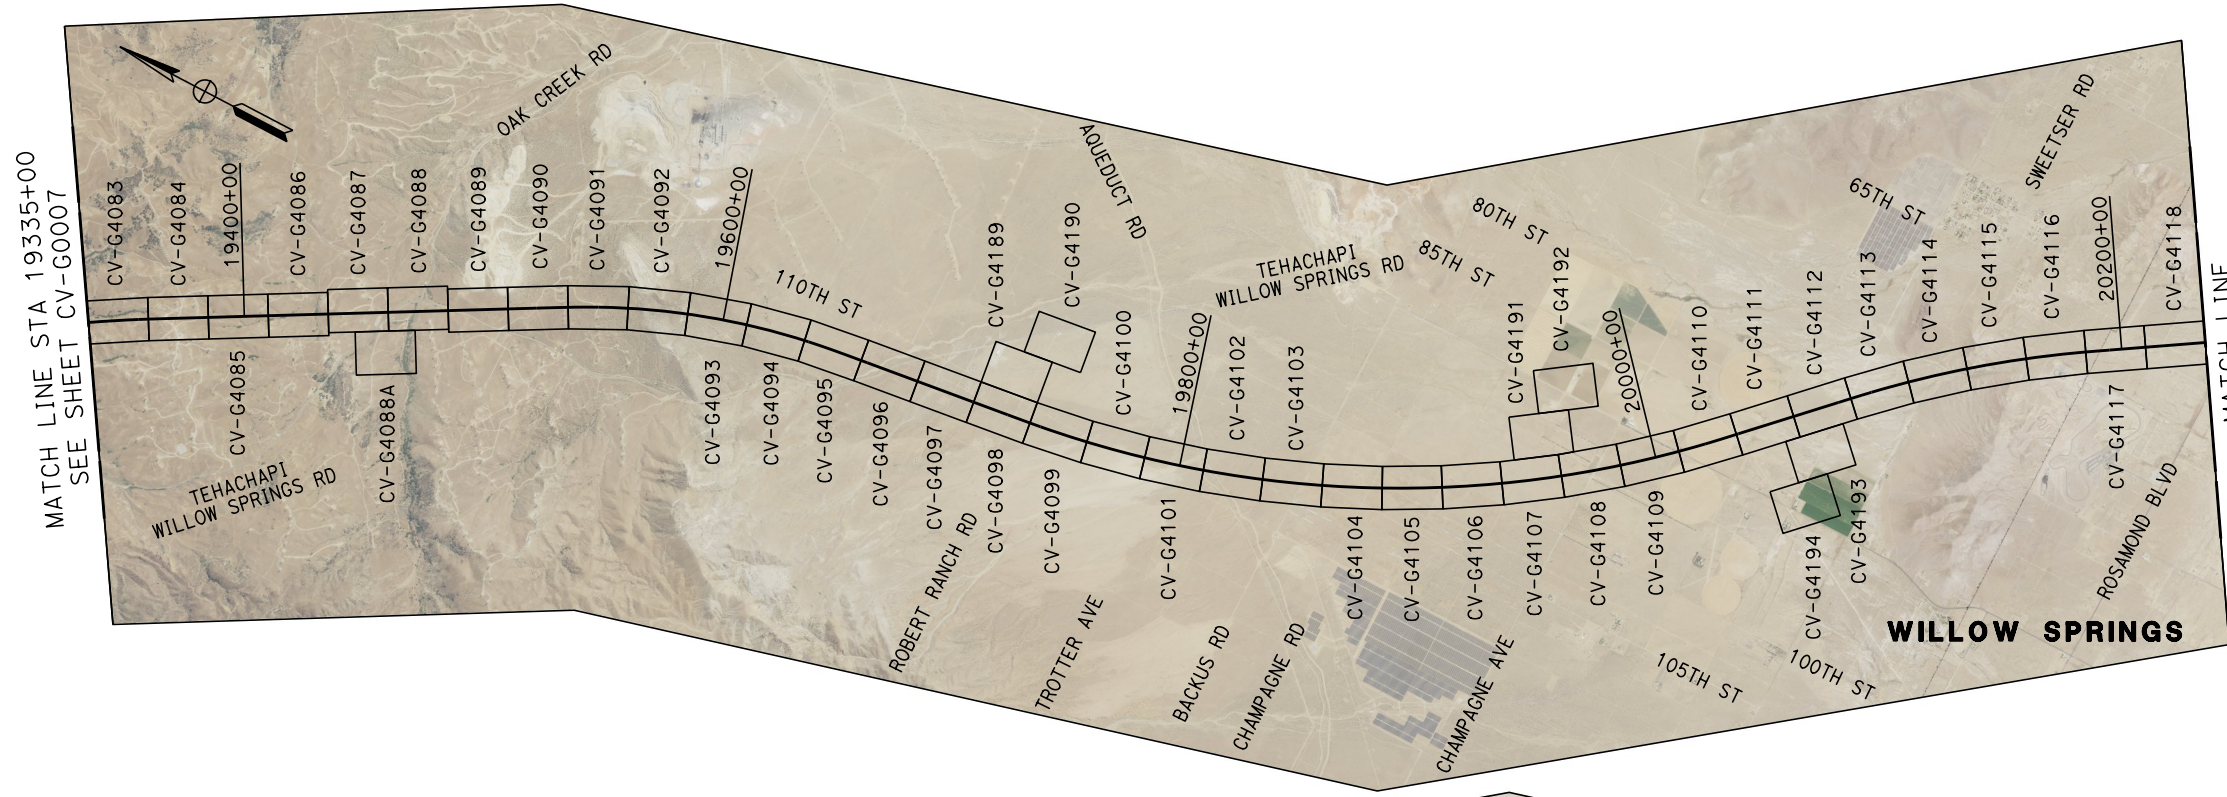 MATCH LINE STA 19335+00
SEE SHEET CV-G0007
CV-G4083
CV-G4084
19400+00
CV-G4086
CV-G4087
CV-G4088
CV-G4089
CV-G4090
CV-G4091
CV-G4092
19600+00
OAK CREEK RD
110TH ST
CV-G4189
CV-G4190
AQUEDUCT RD
CV-G4100
19800+00
CV-G4102
CV-G4103
TEHACHAPI
WILLOW SPRINGS RD
85TH ST
80TH ST
CV-G4191
CV-G4192
20000+00
CV-G4110
CV-G4111
CV-G4112
CV-G4113
CV-G4114
CV-G4115
CV-G4116
65TH ST
SWEETSER RD
20200+00
CV-G4118
MATCH LINE
CV-G4085
CV-G4088A
TEHACHAPI
WILLOW SPRINGS RD
CV-G4093
CV-G4094
CV-G4095
CV-G4096
CV-G4097
CV-G4098
CV-G4099
CV-G4101
ROBERT RANCH RD
TROTTER AVE
BACKUS RD
CHAMPAGNE RD
CV-G4104
CV-G4105
CV-G4106
CV-G4107
CV-G4108
CV-G4109
CHAMPAGNE AVE
105TH ST
100TH ST
CV-G4194
CV-G4193
CV-G4117
ROSAMOND BLVD
WILLOW SPRINGS